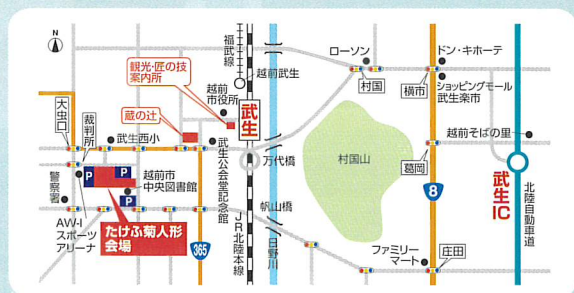 N
福武線
ローソン
ドン・キホーテ
観光・匠の技
案内所
越前武生
村国
横市
ショッピングモール
武生楽市
大虫口
裁判所
蔵の辻
越前
市役所
武生
武生西小
武生公会堂記念館
万代橋
村国山
越前そばの里
葛岡
武生IC
8
北陸自動車道
警察署
P
P
P
越前市
中央図書館
帆山橋
AW-I
スポーツ
アリーナ
たけふ菊人形
会場
365
JR北陸本線
日野川
ファミリー
マート
庄田